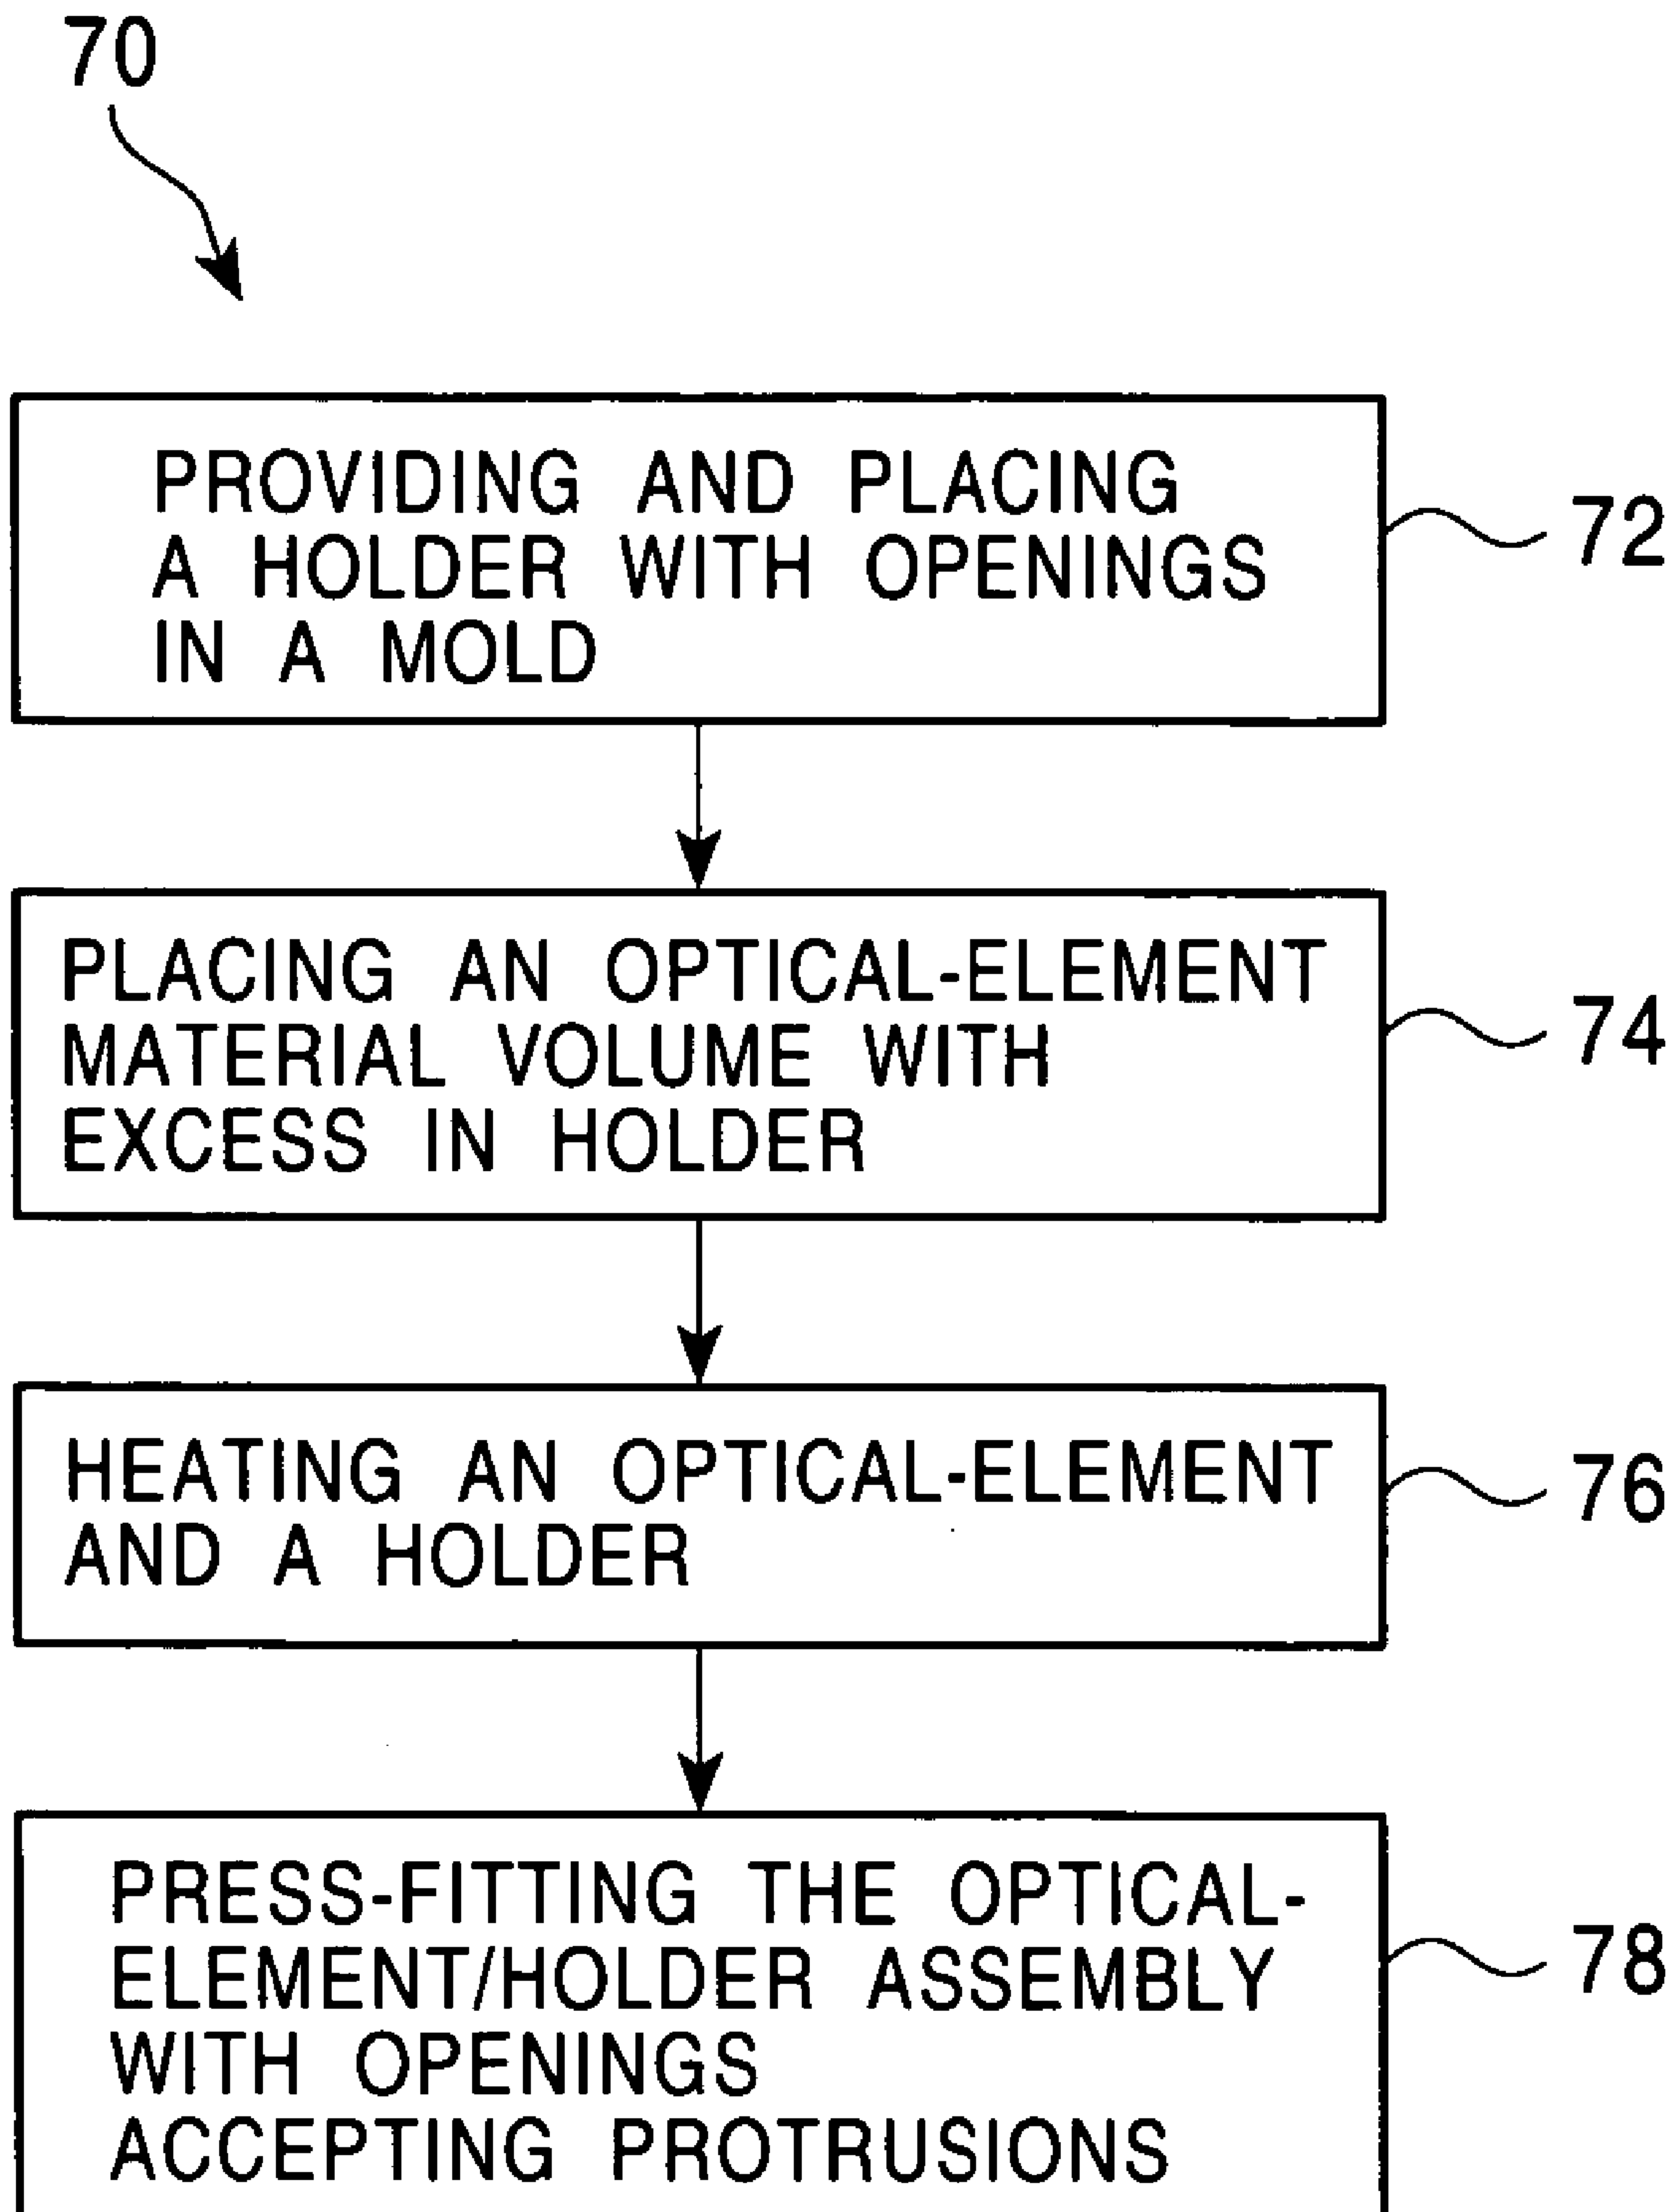 70
PROVIDING AND PLACING
A HOLDER WITH OPENINGS
IN A MOLD
72
PLACING AN OPTICAL-ELEMENT
MATERIAL VOLUME WITH
EXCESS IN HOLDER
74
HEATING AN OPTICAL-ELEMENT
AND A HOLDER
76
PRESS-FITTING THE OPTICAL-
ELEMENT/HOLDER ASSEMBLY
WITH OPENINGS
ACCEPTING PROTRUSIONS
78